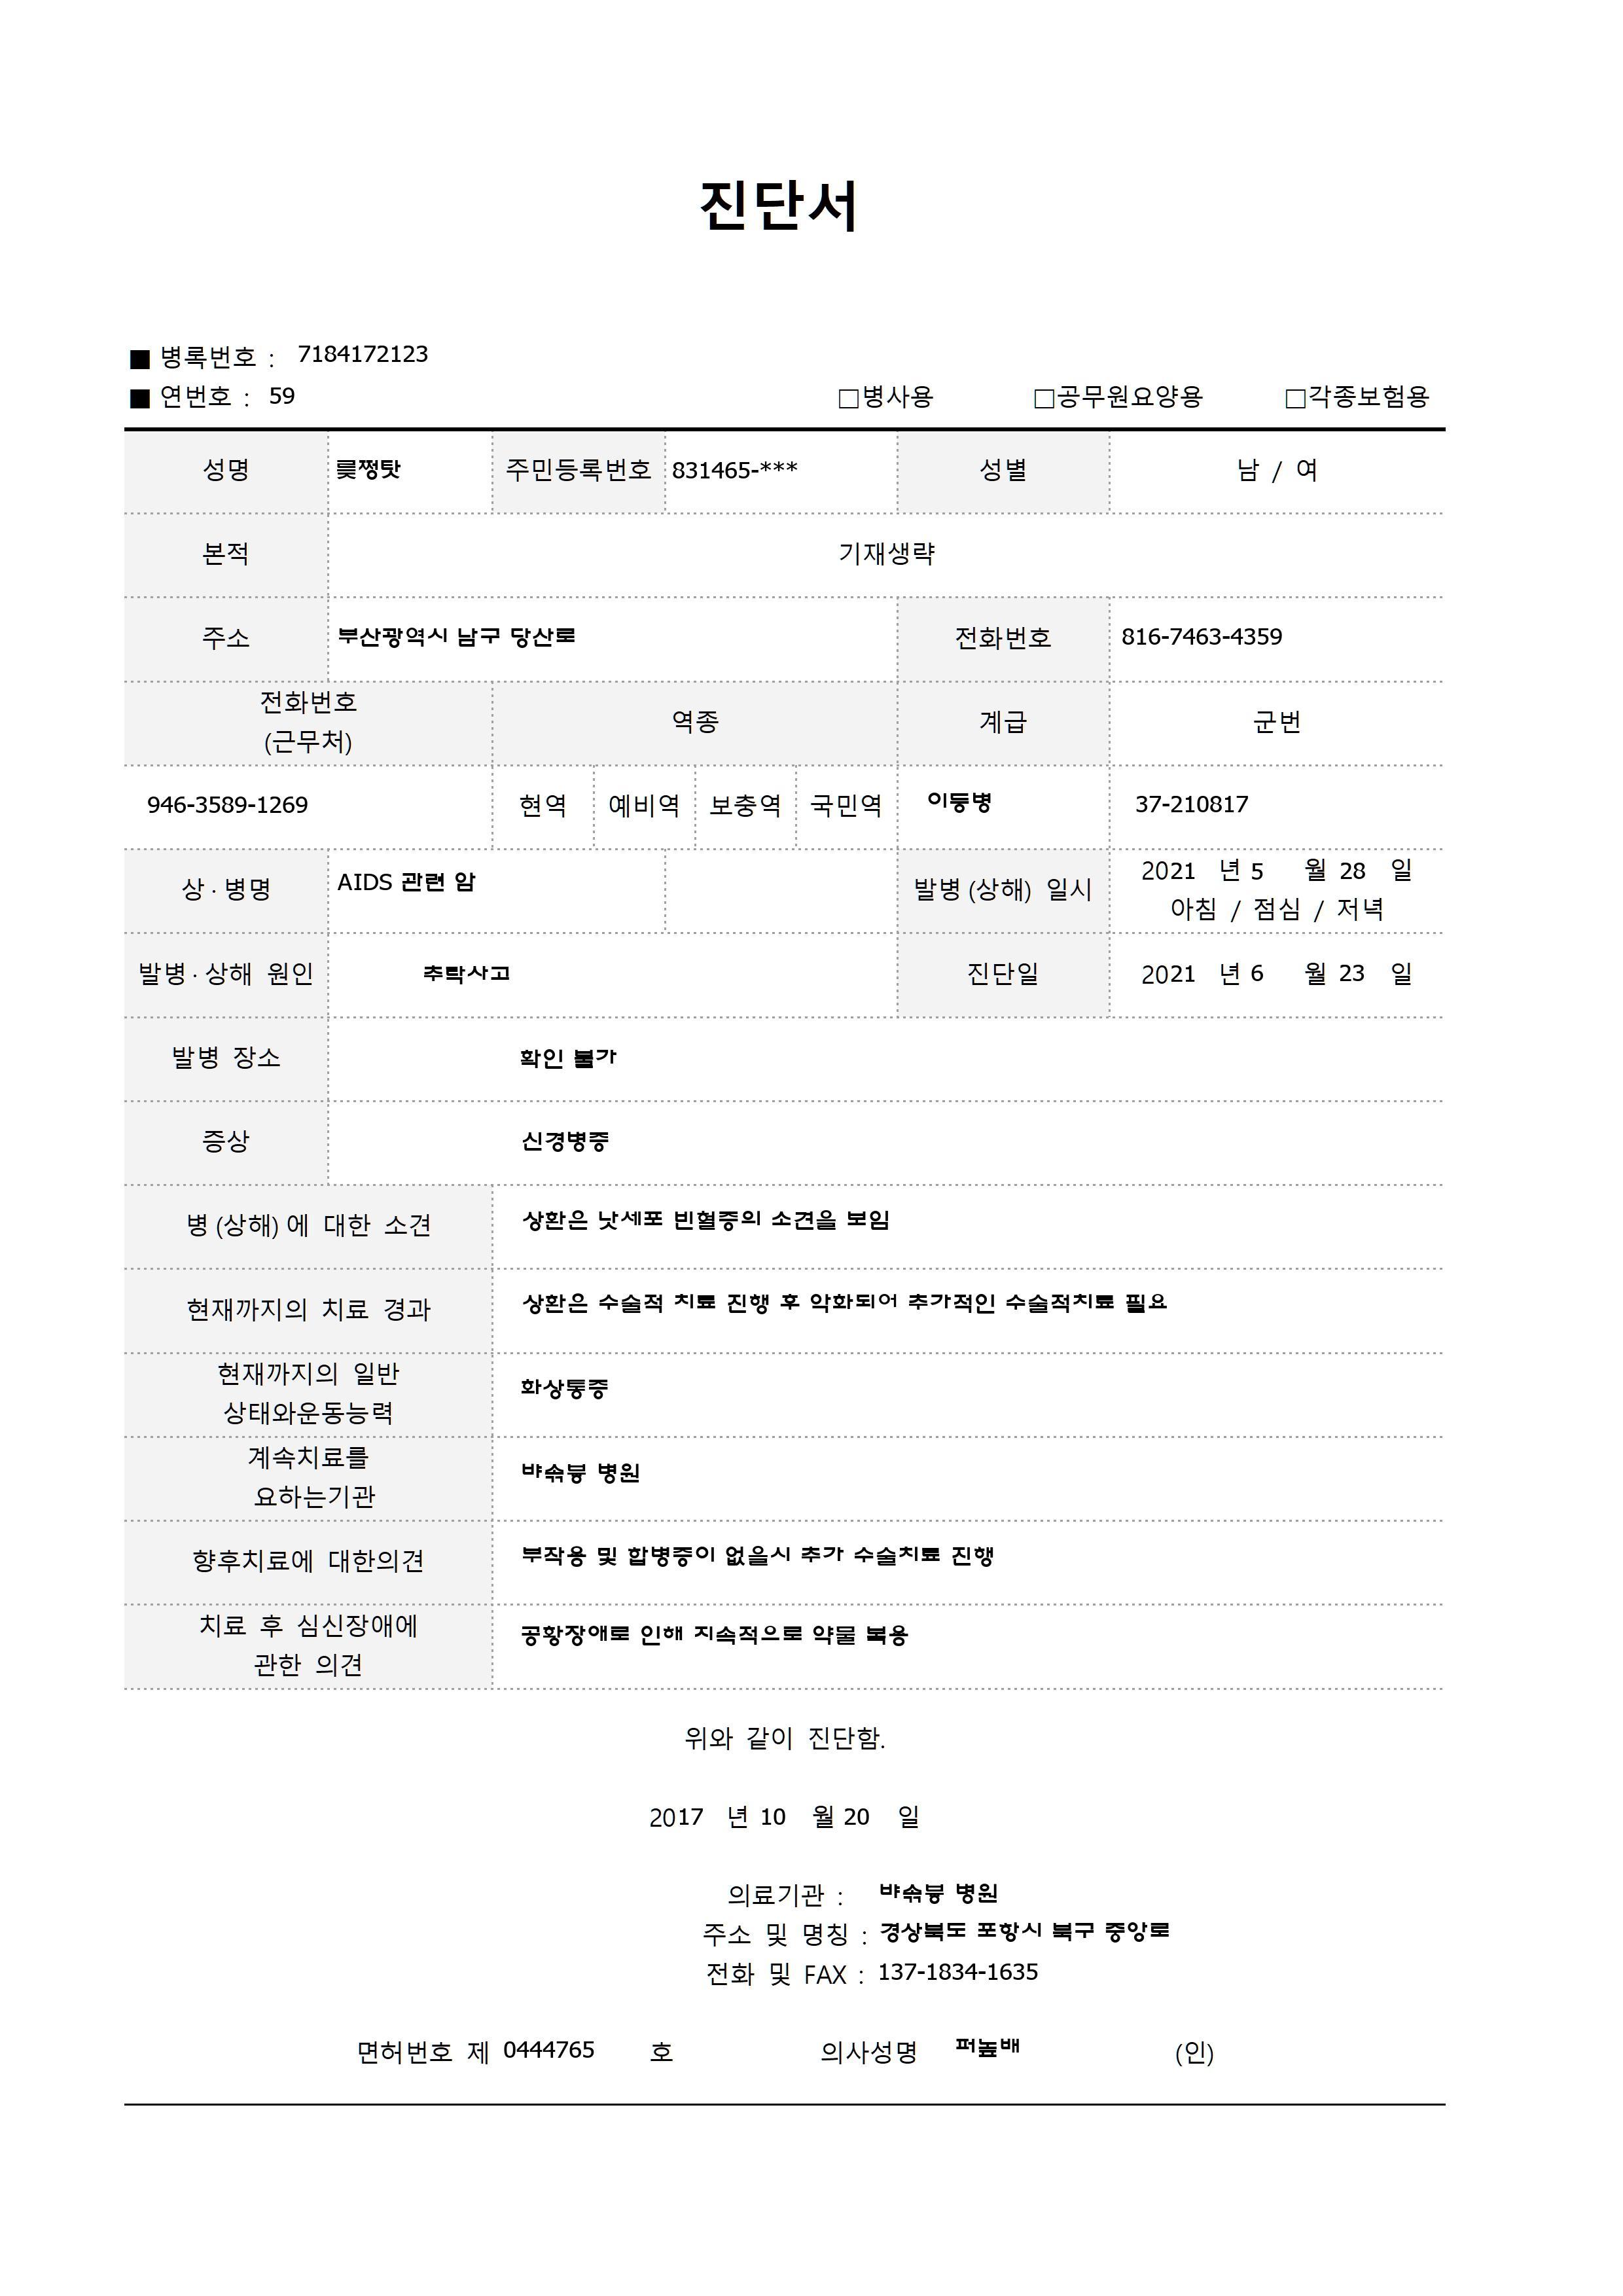 진단서
■ 병록번호 : 7184172123
■ 연번호 : 59 □병사용 □공무원요양용 □각종보험용
성명 쩡탓 주민등록번호 831465-*** 성별 남 / 여
본적 기재생략
주소 부산광역시 남구 당산로 전화번호 816-7463-4359
전화번호
(근무처) 역종 계급 군번
946-3589-1269 현역 예비역 보충역 국민역 이등병 37-210817
상·병명 AIDS 관련 암 발병(상해) 일시 2021 년 5 월 28 일
아침 / 점심 / 저녁
발병·상해 원인 추락사고 진단일 2021 년 6 월 23 일
발병 장소 확인 불가
증상 신경병증
병(상해)에 대한 소견 상환은 낫세포 빈혈증의 소견을 보임
현재까지의 치료 경과 상환은 수술적 치료 진행 후 악화되어 추가적인 수술적치료 필요
현재까지의 일반
상태와운동능력 화상통증
계속치료를
요하는기관 뱌솎뷰 병원
향후치료에 대한의견 부작용 및 합병증이 없을시 추가 수술치료 진행
치료 후 심신장애에
관한 의견 공황장애로 인해 지속적으로 약물 복용
위와 같이 진단함.
2017 년 10 월 20 일
의료기관 : 병원
주소 및 명칭 : 경상북도 포항시 북구 중앙로
전화 및 FAX : 137-1834-1635
면허번호 제 0444765 호 의사성명 퍼높배 (인)